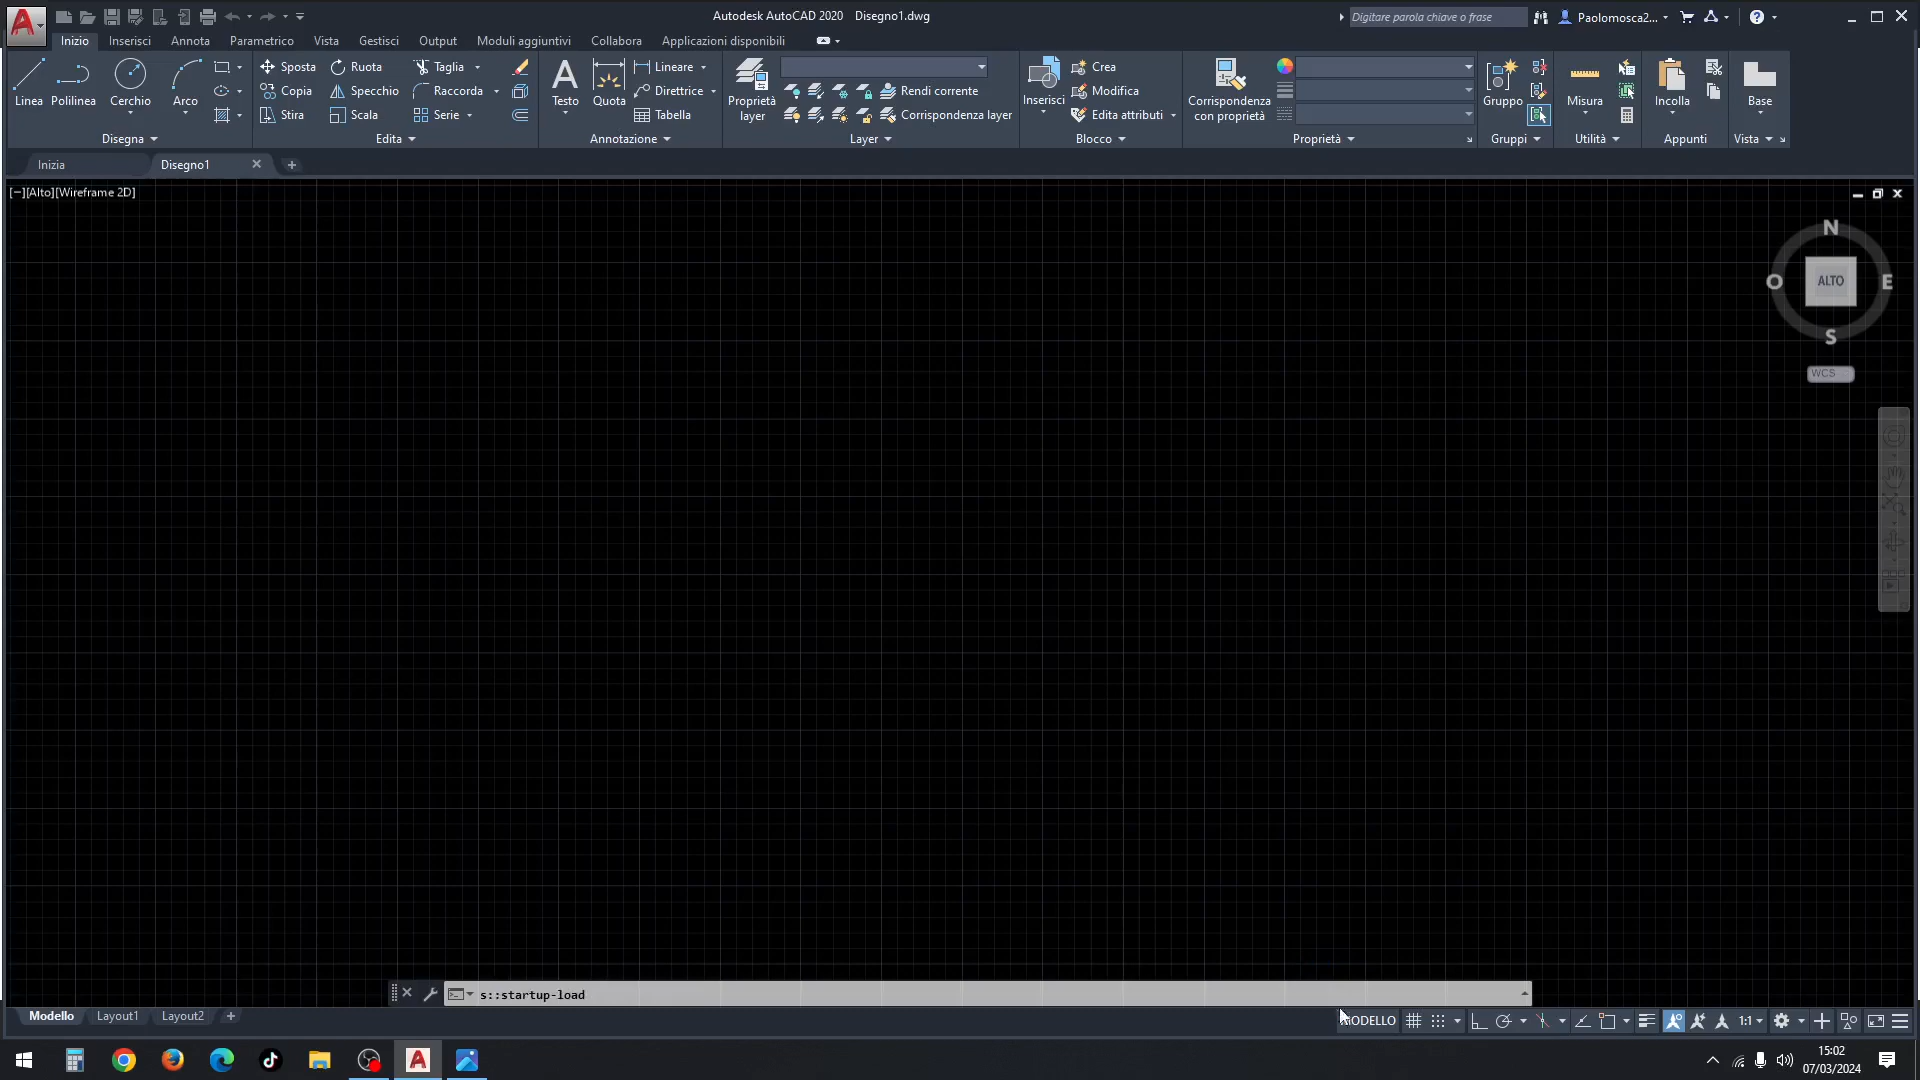 Autodesk AutoCAD 2020 Disegno1.dwg
Digitare parola chiave o frase
Paolomosca2...
Inizio Inserisci Annota Parametrico Vista Gestisci Output Moduli aggiuntivi Collabora Applicazioni disponibili
Linea Polilinea Cerchio Arco
Sposta Ruota Taglia
Copia Specchio Raccorda
Stira Scala Serie
Testo Quota
Lineare
Direttrice
Tabella
Proprietà
layer
Rendi corrente
Corrispondenza layer
Inserisci
Crea
Modifica
Edita attributi
Corrispondenza
con proprietà
Gruppo
Misura
Incolla
Base
Disegna Edita Annotazione Layer Blocco Proprietà Gruppi Utilità Appunti Vista
Inizia Disegno1
[−][Alto][Wireframe 2D]
N
O ALTO E
S
WCS
s::startup-load
Modello Layout1 Layout2
MODELLO
1:1
15:02
07/03/2024